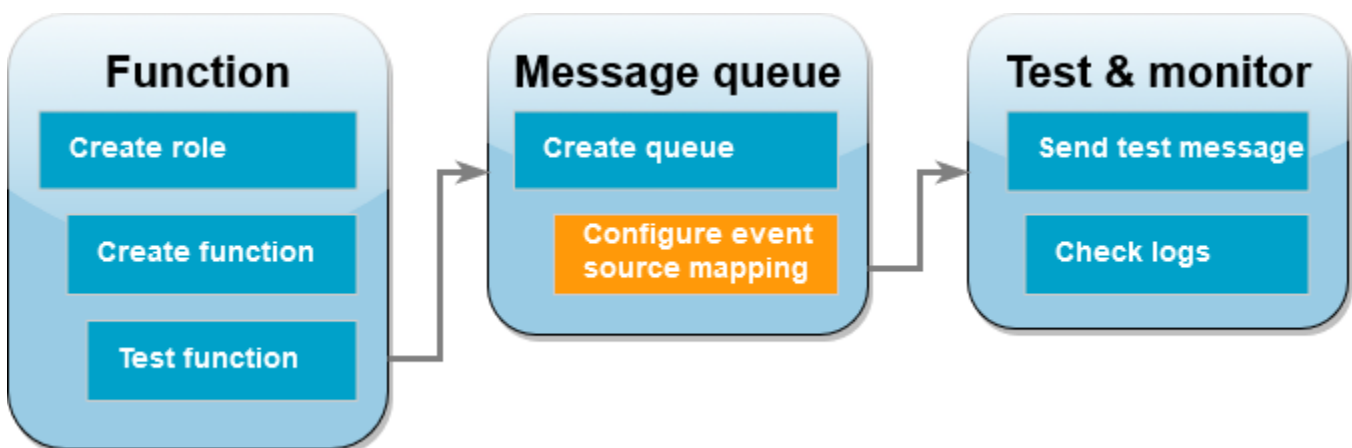 Function
Create role
Create function
Test function
Message queue
Create queue
Configure event
source mapping
Test & monitor
Send test message
Check logs